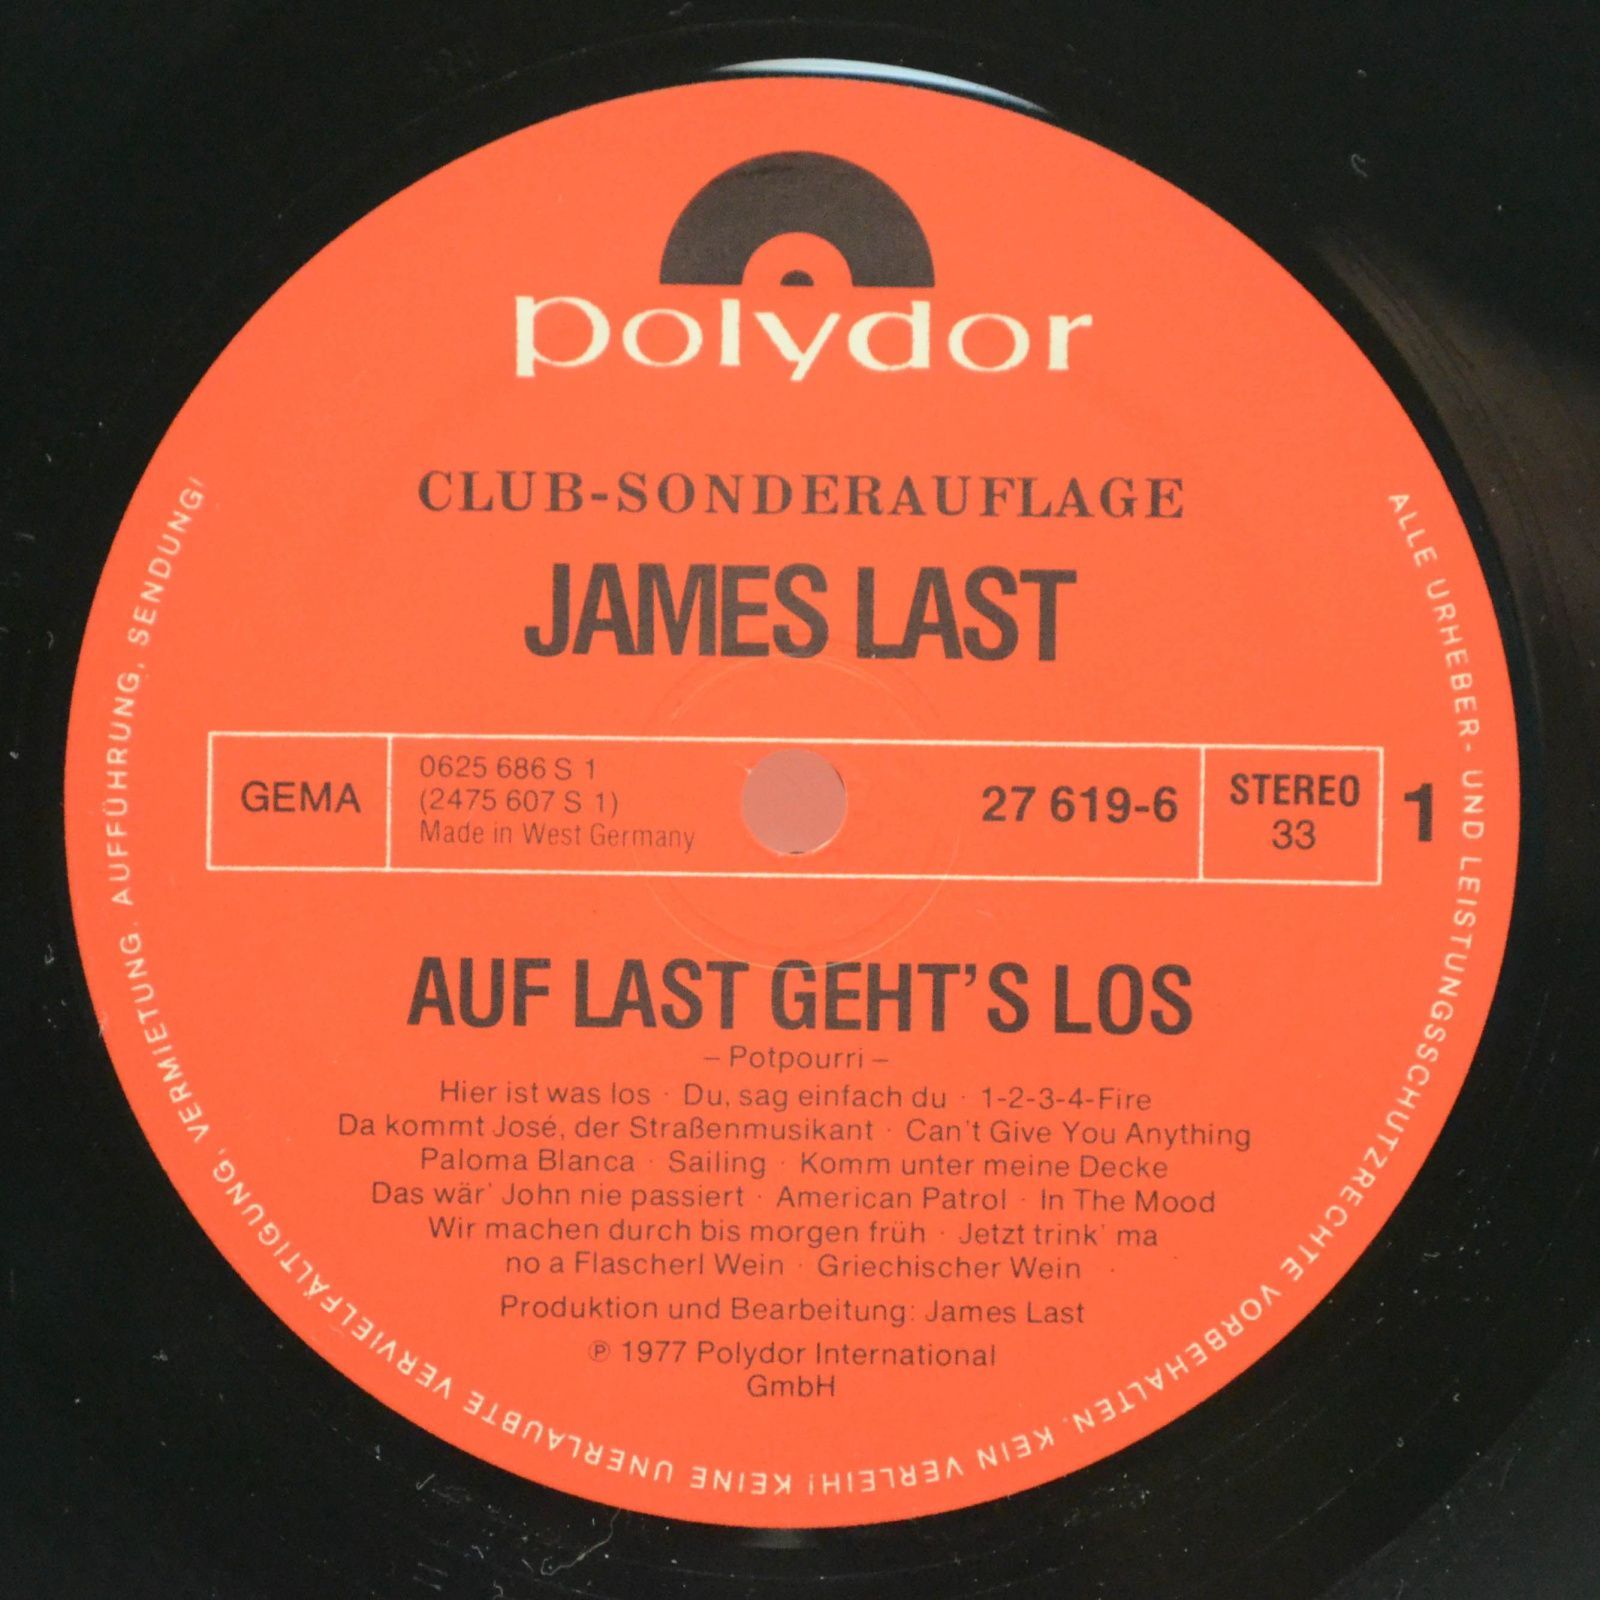 polydor
CLUB-SONDERAUFLAGE
JAMES LAST
GEMA
0625 686 S 1
(2475 607 S 1)
Made in West Germany
27 619-6
STEREO
33
1
AUF LAST GEHT'S LOS
– Potpourri –
Hier ist was los · Du, sag einfach du · 1-2-3-4-Fire
Da kommt José, der Straßenmusikant · Can't Give You Anything
Paloma Blanca · Sailing · Komm unter meine Decke
Das wär' John nie passiert · American Patrol · In The Mood
Wir machen durch bis morgen früh · Jetzt trink' ma
no a Flascherl Wein · Griechischer Wein ·
Produktion und Bearbeitung: James Last
℗ 1977 Polydor International
GmbH
ALLE URHEBER- UND LEISTUNGSSCHUTZRECHTE VORBEHALTEN. KEIN VERLEIH! KEINE UNERLAUBTE VERVIELFÄLTIGUNG, VERMIETUNG, AUFFÜHRUNG, SENDUNG!